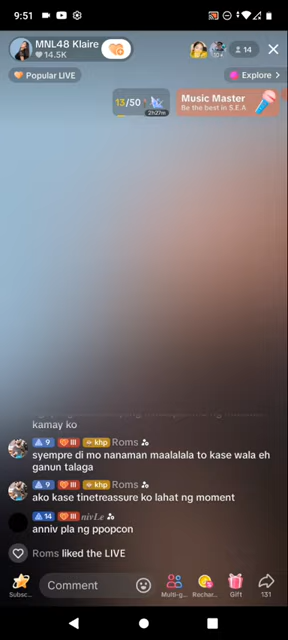 9:51
MNL48 Klaire
14.5K
14
Popular LIVE
Explore >
13/50
2h27m
Music Master
Be the best in S.E.A
kamay ko
9 III khp Roms
syempre di mo nanaman maalalala to kase wala eh
ganun talaga
9 III khp Roms
ako kase tinetreasure ko lahat ng moment
14 III nivLe
anniv pla ng ppopcon
Roms liked the LIVE
Comment
Subsc... Multi-g... Rechar... Gift 131